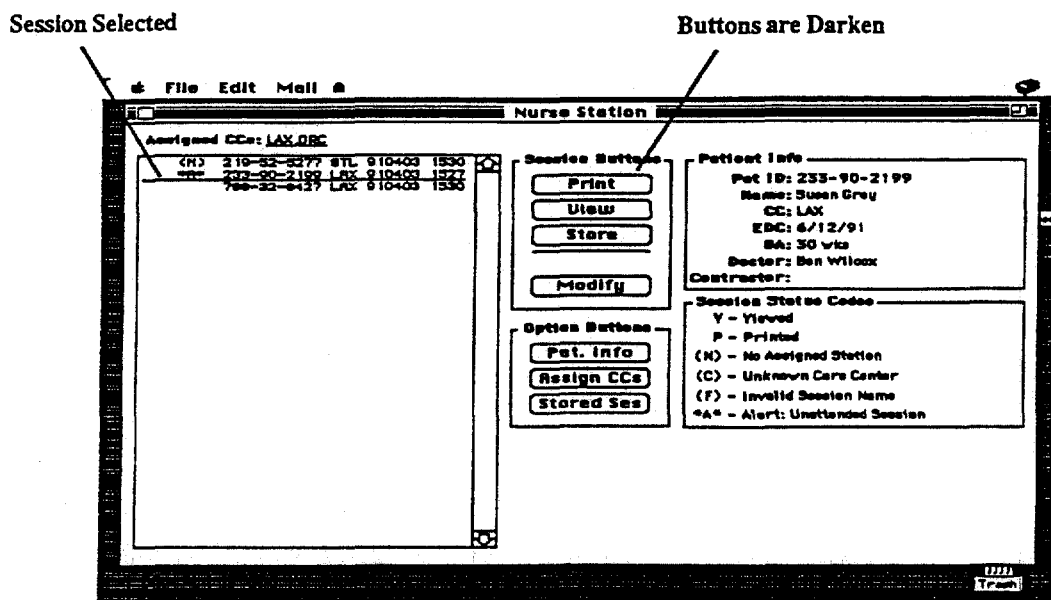 Session Selected
Buttons are Darken
File Edit Mail
Nurse Station
Assigned CCs: LAX,ORC
(N) 219-52-5277 STL 910403 1530
*A* 233-90-2199 LAX 910403 1527
LAX 910403 1530
Session Buttons
Print
View
Store
Modify
Option Buttons
Pat. Info
Assign CCs
Stored Ses
Patient Info
Pat ID: 233-90-2199
Name: Susan Grey
CC: LAX
EDC: 6/12/91
GA: 30 wks
Doctor: Ben Wilcox
Contractor:
Session Status Codes
Y - Viewed
P - Printed
(N) - No Assigned Station
(C) - Unknown Care Center
(F) - Invalid Session Name
*A* - Alert: Unattended Session
Trash